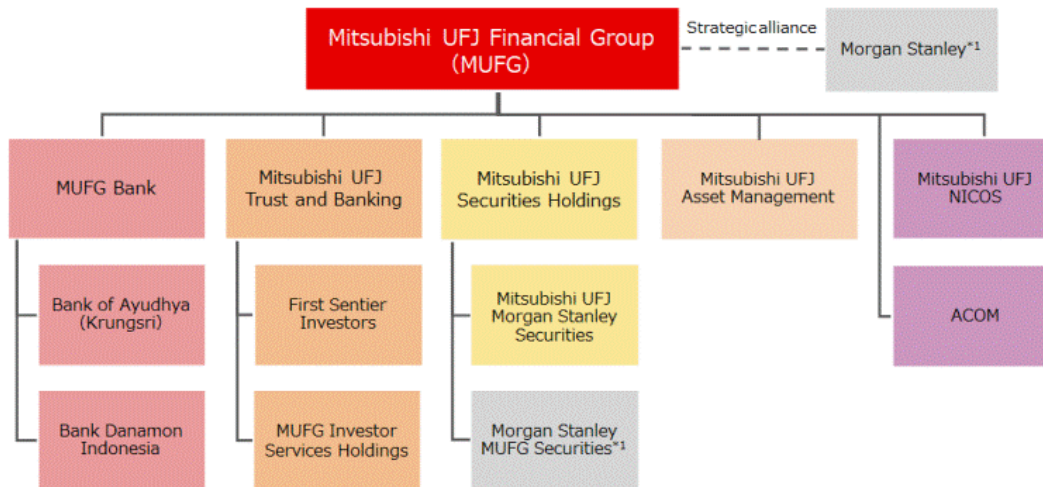 Mitsubishi UFJ Financial Group
(MUFG)
Strategic alliance
Morgan Stanley*1
MUFG Bank
Mitsubishi UFJ
Trust and Banking
Mitsubishi UFJ
Securities Holdings
Mitsubishi UFJ
Asset Management
Mitsubishi UFJ
NICOS
Bank of Ayudhya
(Krungsri)
First Sentier
Investors
Mitsubishi UFJ
Morgan Stanley
Securities
ACOM
Bank Danamon
Indonesia
MUFG Investor
Services Holdings
Morgan Stanley
MUFG Securities*1